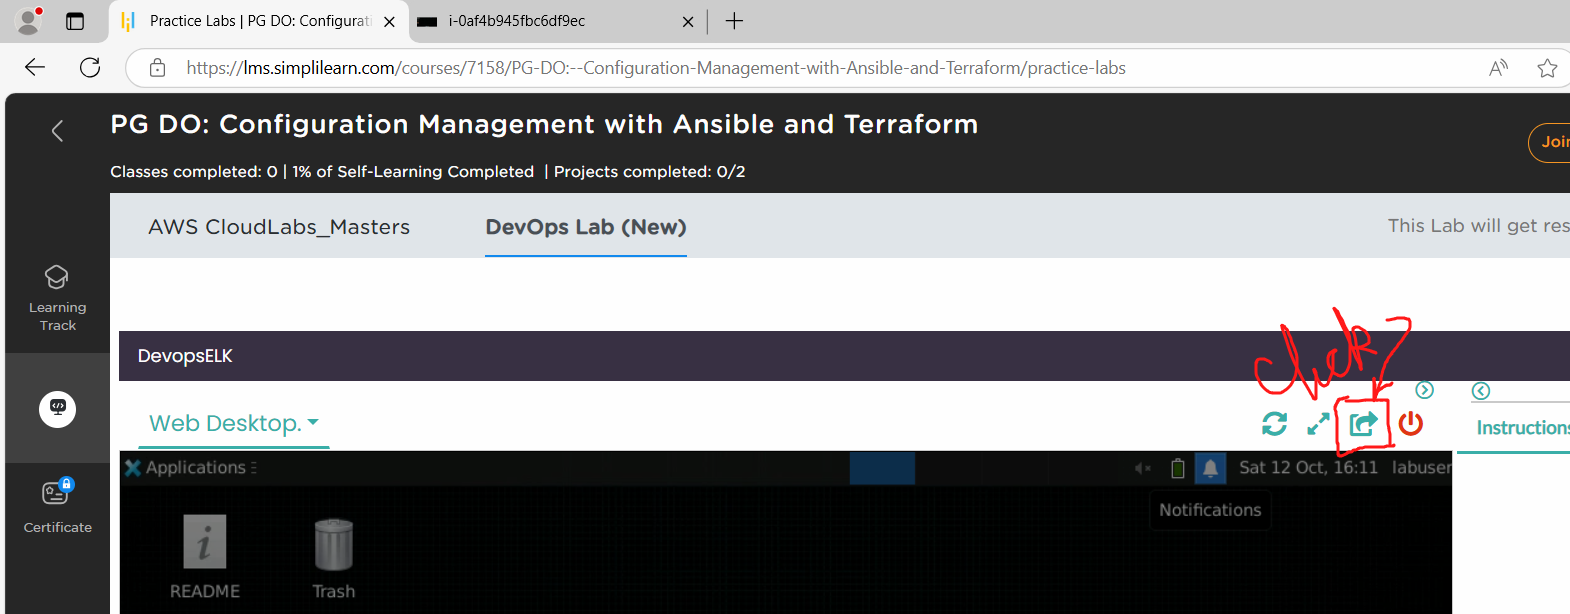 Practice Labs | PG DO: Configurati
i-0af4b945fbc6df9ec
https://lms.simplilearn.com/courses/7158/PG-DO:--Configuration-Management-with-Ansible-and-Terraform/practice-labs
PG DO: Configuration Management with Ansible and Terraform
Join
Classes completed: 0 | 1% of Self-Learning Completed | Projects completed: 0/2
AWS CloudLabs_Masters
DevOps Lab (New)
This Lab will get res
Learning
Track
click
DevopsELK
Web Desktop.
Instructions
Applications
Sat 12 Oct, 16:11
labuser
Notifications
Certificate
README
Trash